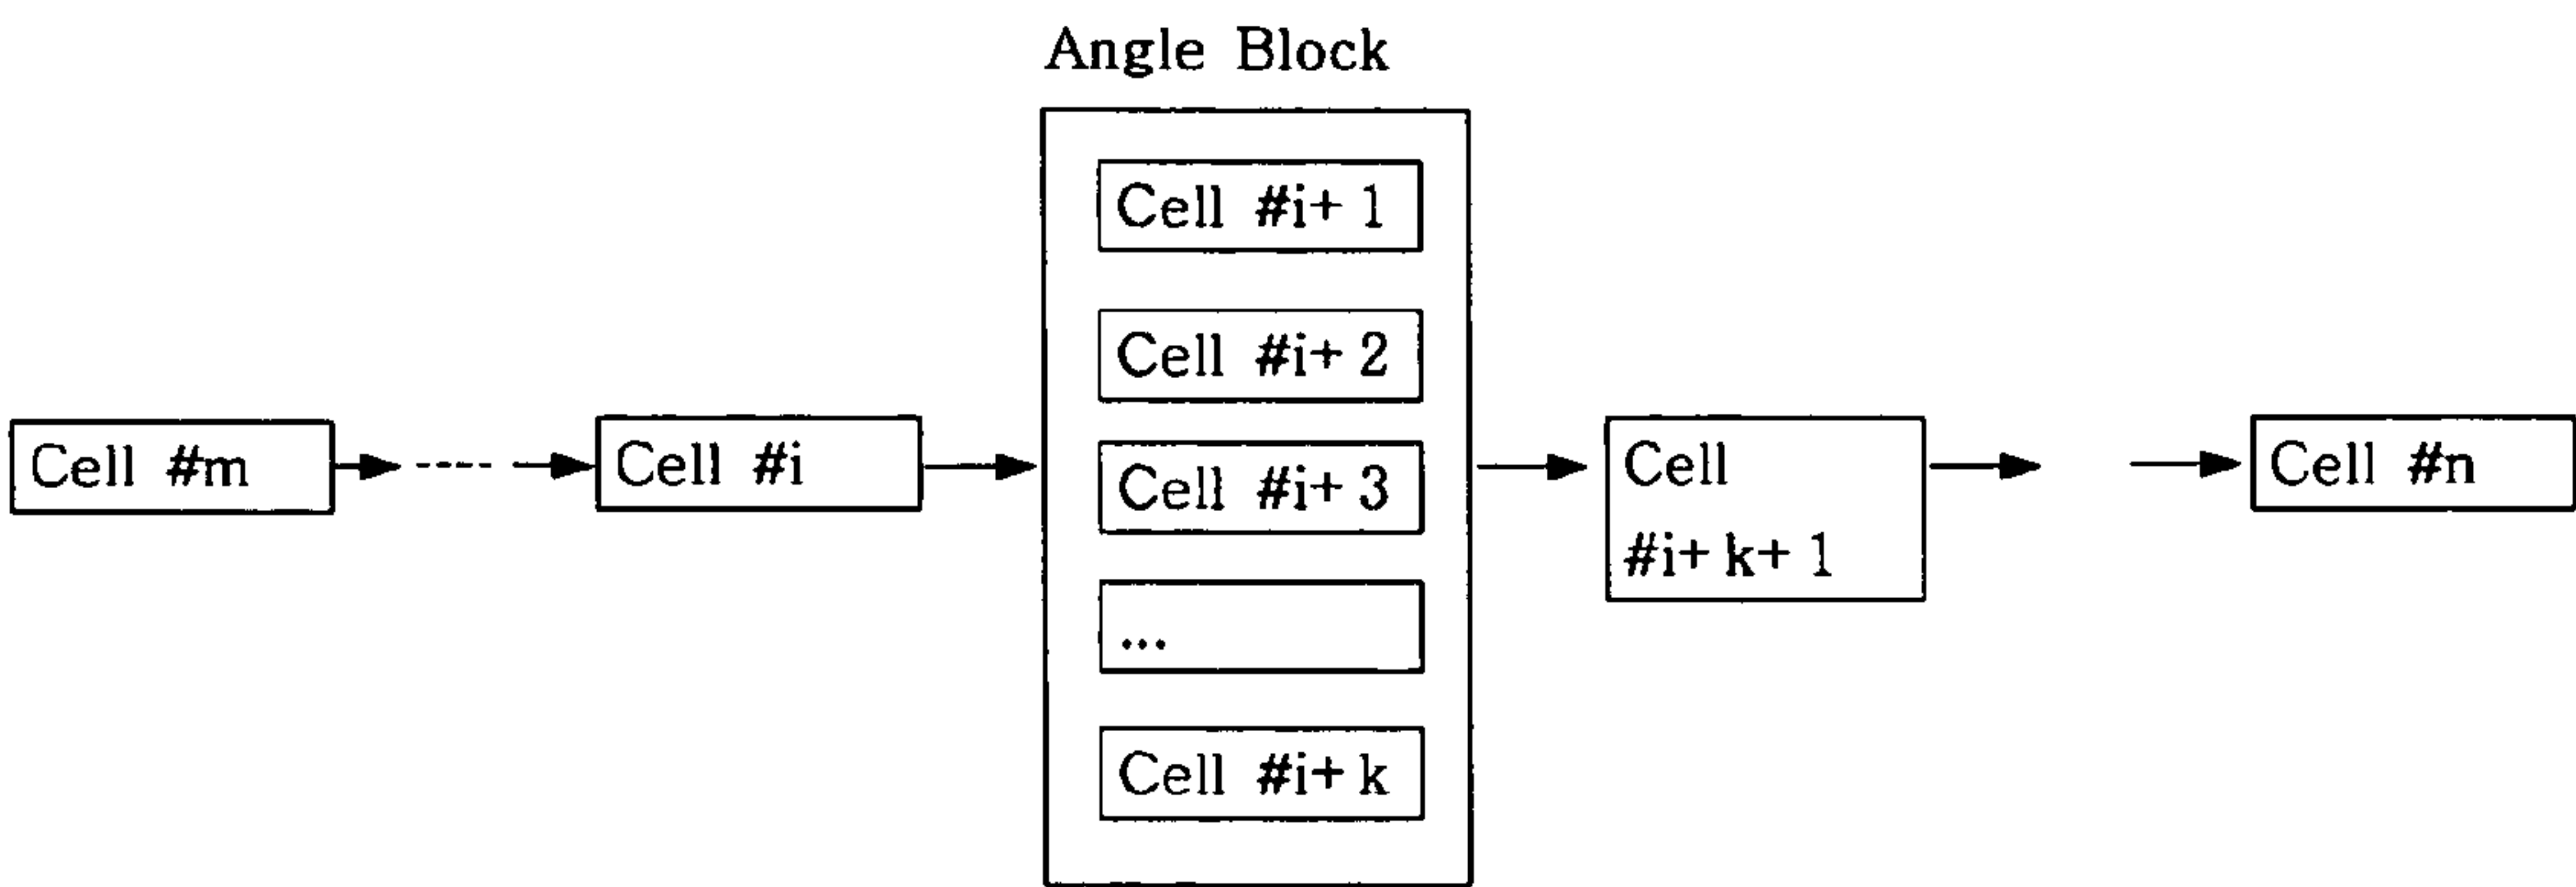 Angle Block
Cell #i+ 1
Cell #i+ 2
Cell #m
Cell #i
Cell #i+ 3
Cell
#i+ k+ 1
Cell #n
...
Cell #i+ k